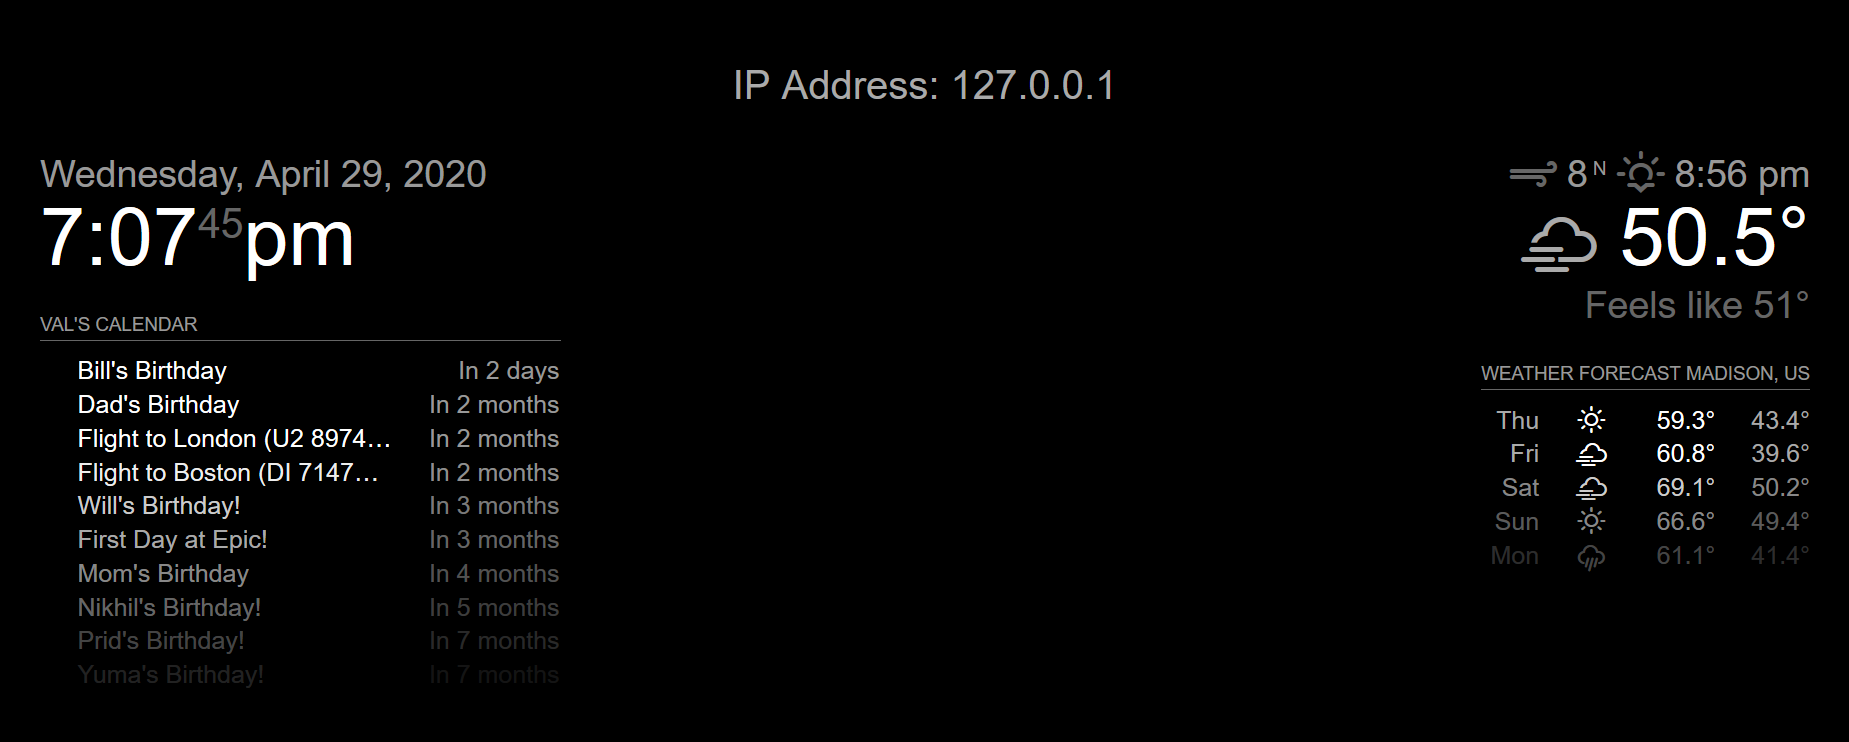 IP Address: 127.0.0.1
Wednesday, April 29, 2020
7:07 45 pm
VAL'S CALENDAR
Bill's Birthday In 2 days
Dad's Birthday In 2 months
Flight to London (U2 8974… In 2 months
Flight to Boston (DI 7147… In 2 months
Will's Birthday! In 3 months
First Day at Epic! In 3 months
Mom's Birthday In 4 months
Nikhil's Birthday! In 5 months
Prid's Birthday! In 7 months
Yuma's Birthday! In 7 months
8 N 8:56 pm
50.5°
Feels like 51°
WEATHER FORECAST MADISON, US
Thu 59.3° 43.4°
Fri 60.8° 39.6°
Sat 69.1° 50.2°
Sun 66.6° 49.4°
Mon 61.1° 41.4°